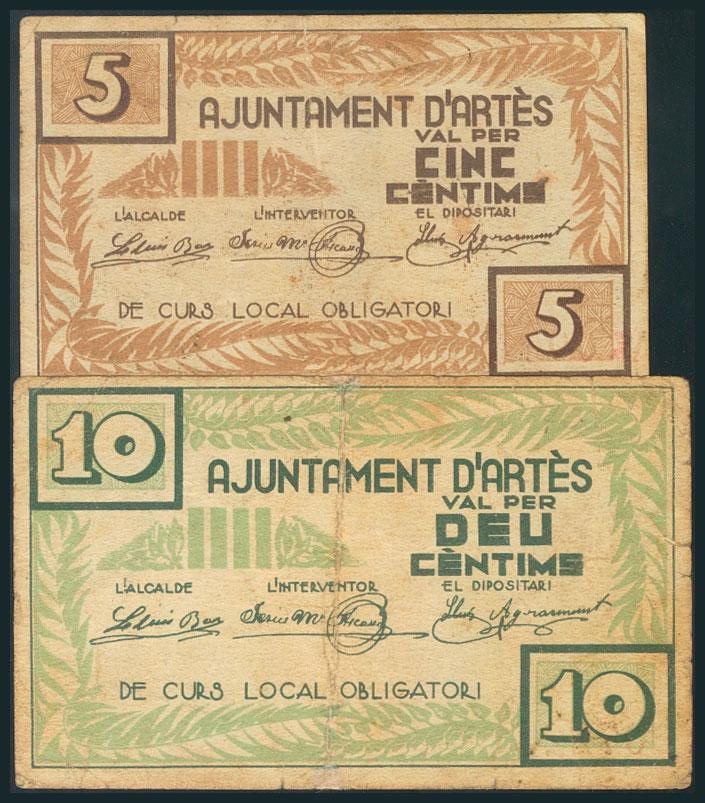 5
AJUNTAMENT D'ARTÈS
VAL PER
CINC
CÈNTIMS
L'ALCALDE L'INTERVENTOR EL DIPOSITARI
DE CURS LOCAL OBLIGATORI
5
10
AJUNTAMENT D'ARTÈS
VAL PER
DEU
CÈNTIMS
L'ALCALDE L'INTERVENTOR EL DIPOSITARI
DE CURS LOCAL OBLIGATORI
10